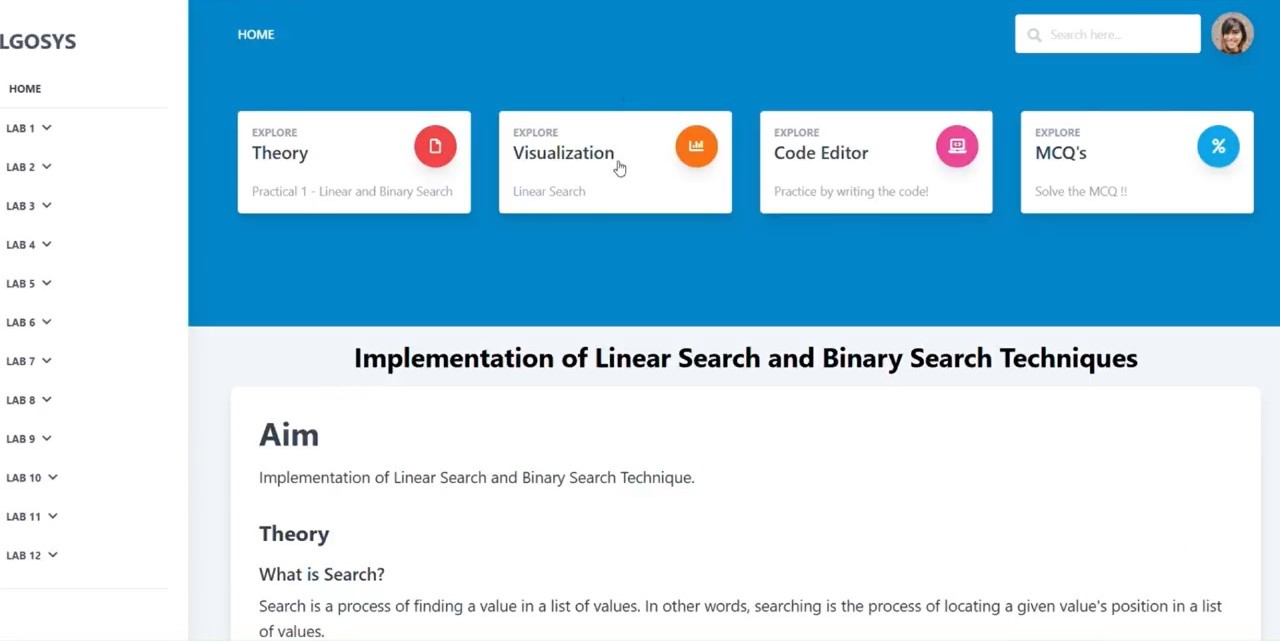 LGOSYS
HOME
LAB 1
LAB 2
LAB 3
LAB 4
LAB 5
LAB 6
LAB 7
LAB 8
LAB 9
LAB 10
LAB 11
LAB 12
HOME
Search here...
EXPLORE
Theory
Practical 1 - Linear and Binary Search
EXPLORE
Visualization
Linear Search
EXPLORE
Code Editor
Practice by writing the code!
EXPLORE
MCQ's
%
Solve the MCQ !!
Implementation of Linear Search and Binary Search Techniques
Aim
Implementation of Linear Search and Binary Search Technique.
Theory
What is Search?
Search is a process of finding a value in a list of values. In other words, searching is the process of locating a given value's position in a list
of values.